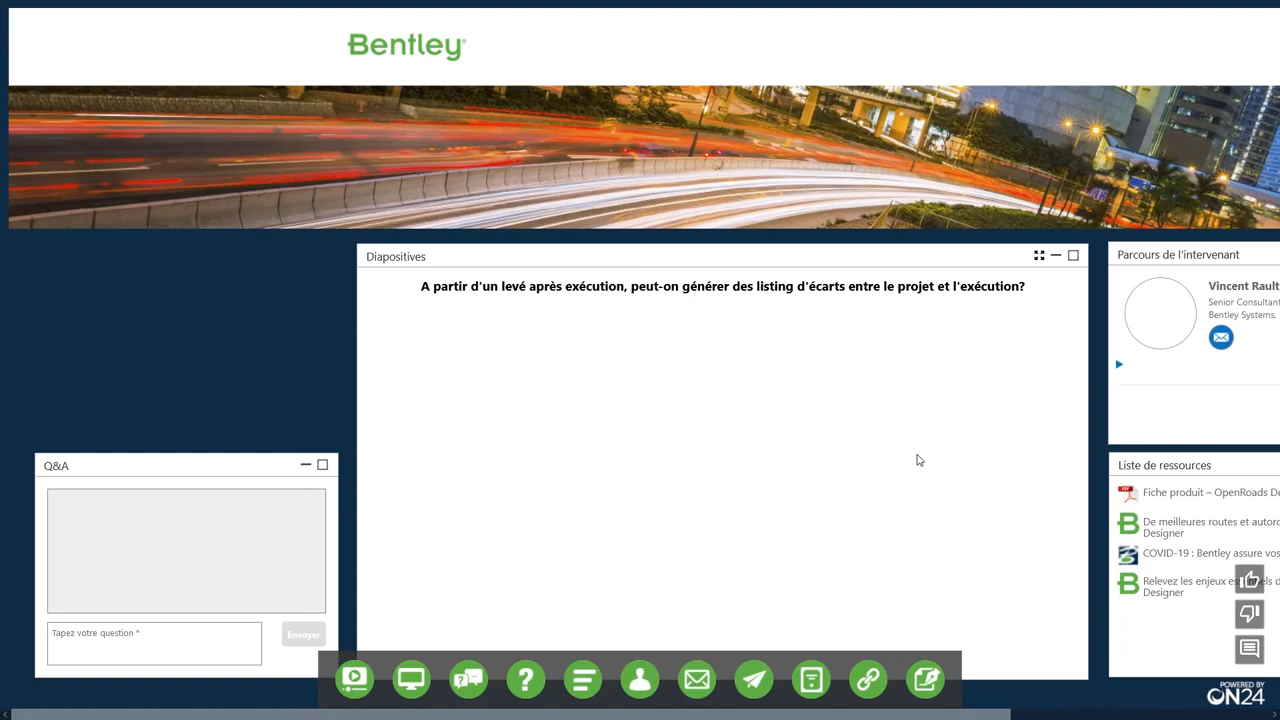 Bentley
Diapositives
A partir d'un levé après exécution, peut-on générer des listing d'écarts entre le projet et l'exécution?
Parcours de l'intervenant
Vincent Rault
Senior Consultant
Bentley Systems,
Q&A
Tapez votre question *
Envoyer
Liste de ressources
Fiche produit – OpenRoads De
De meilleures routes et autoro
Designer
COVID-19 : Bentley assure vos
Relevez les enjeux
Designer
POWERED BY
ON24